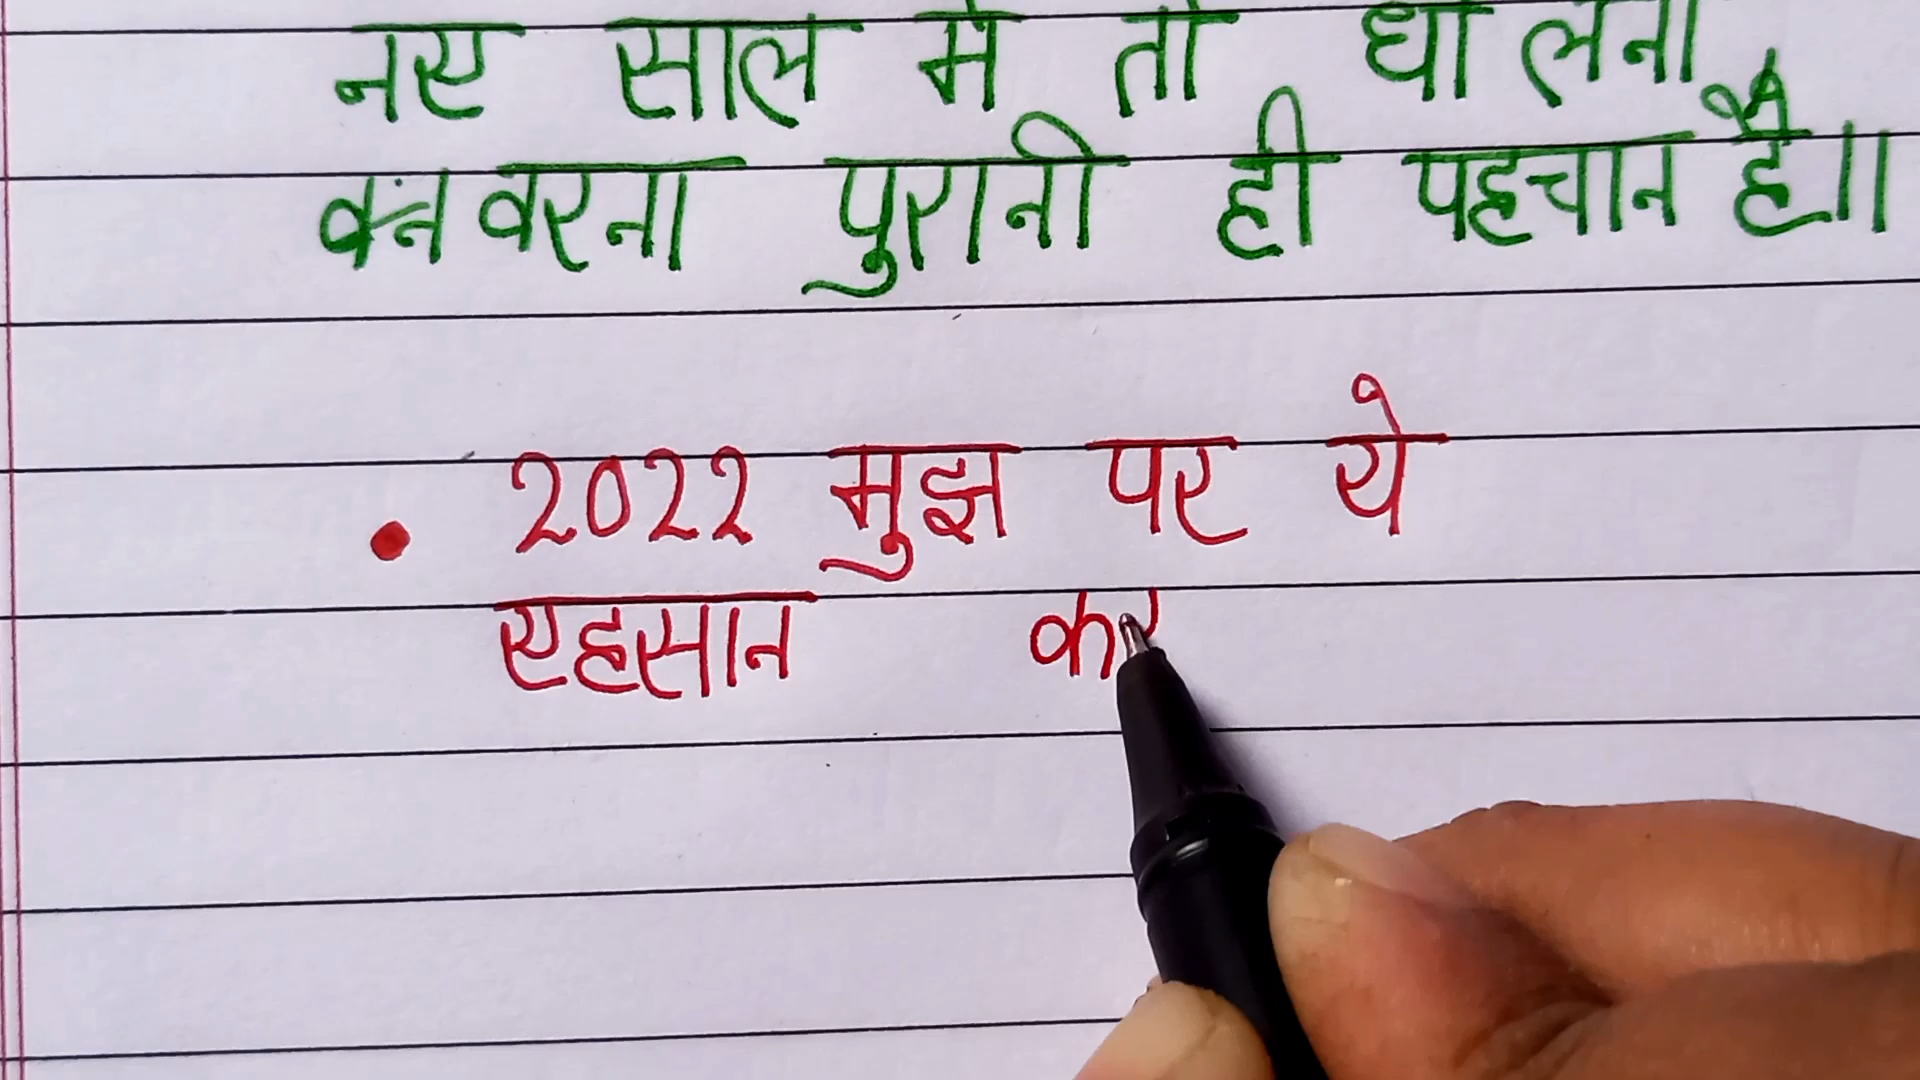 नए साल में तो धो लेना
वरना पुरानी ही पहचान है॥
• 2022 मुझ पर ये
एहसान कर